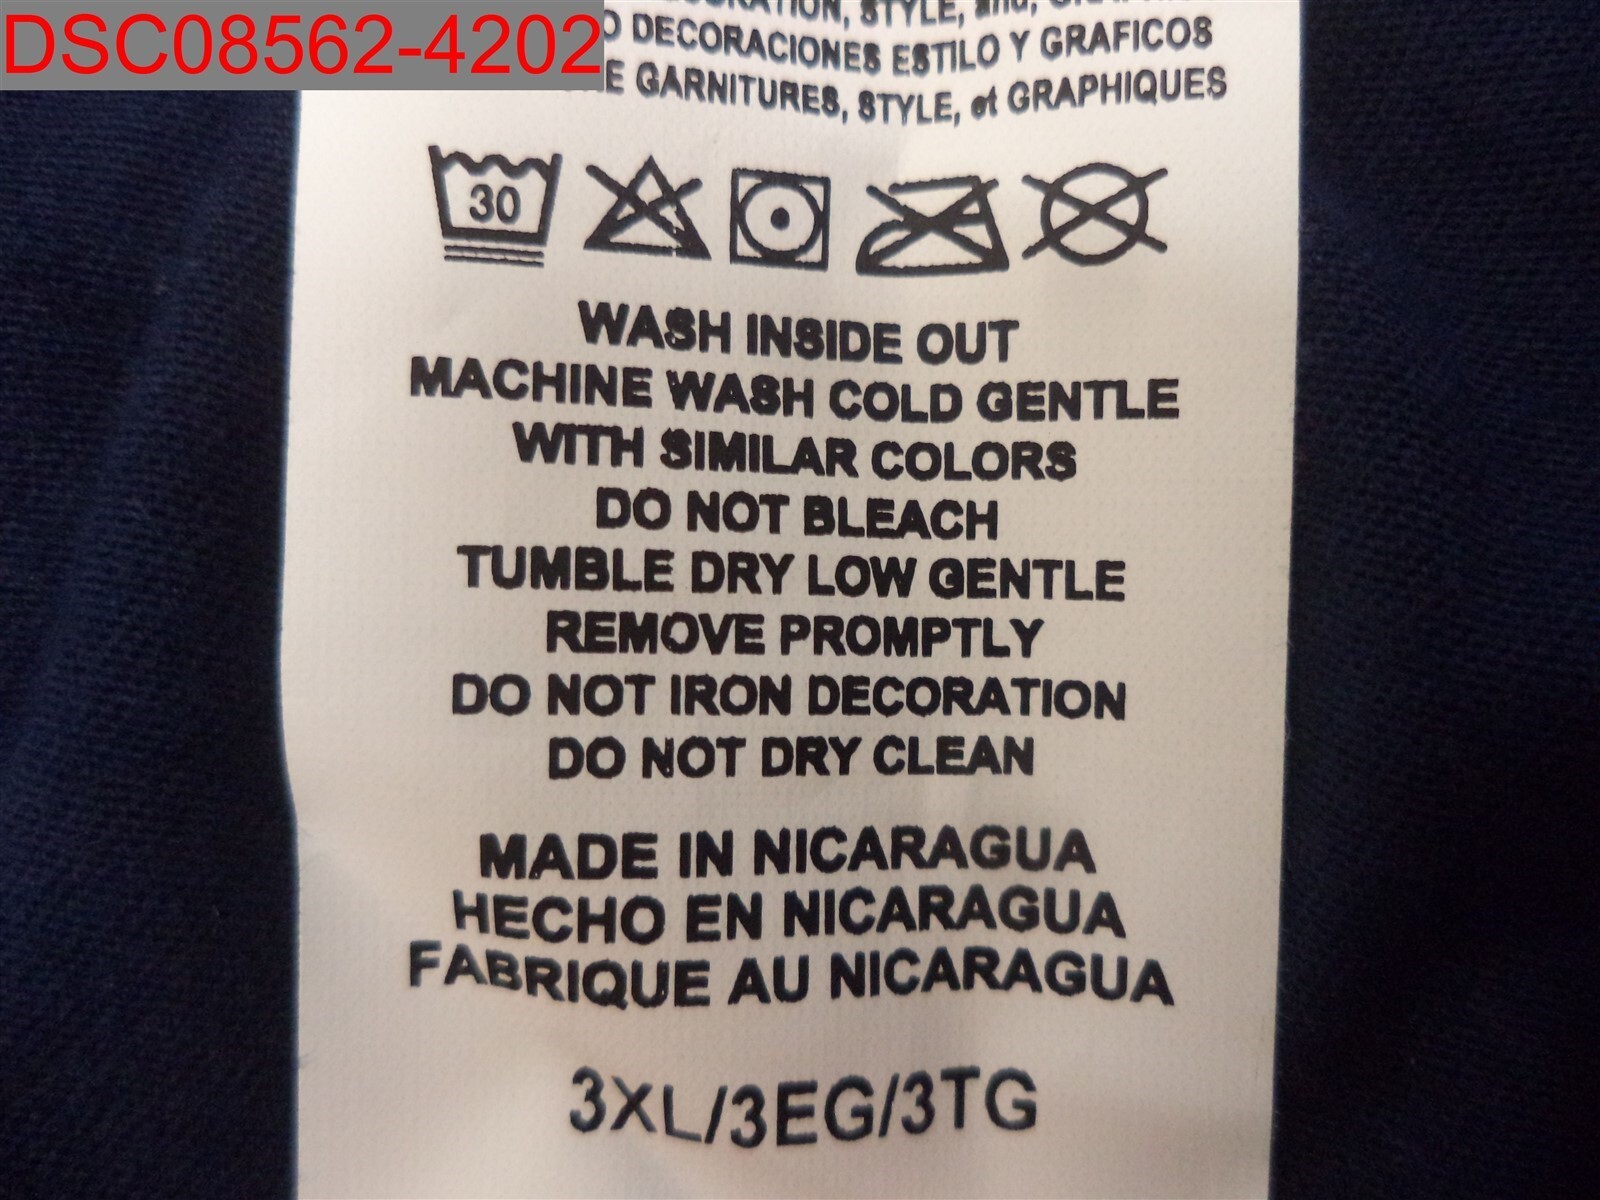 DSC08562-4202
STYLE, and,
DECORACIONES ESTILO Y GRAFICOS
GARNITURES, STYLE, et GRAPHIQUES
30
WASH INSIDE OUT
MACHINE WASH COLD GENTLE
WITH SIMILAR COLORS
DO NOT BLEACH
TUMBLE DRY LOW GENTLE
REMOVE PROMPTLY
DO NOT IRON DECORATION
DO NOT DRY CLEAN
MADE IN NICARAGUA
HECHO EN NICARAGUA
FABRIQUE AU NICARAGUA
3XL/3EG/3TG